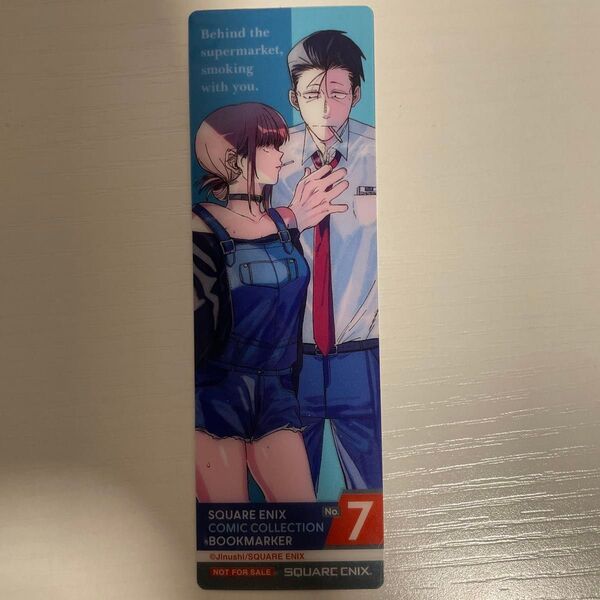 Behind the
supermarket,
smoking
with you.
SQUARE ENIX
COMIC COLLECTION
BOOKMARKER
No. 7
©Jinushi/SQUARE ENIX
NOT FOR SALE SQUARE ENIX.